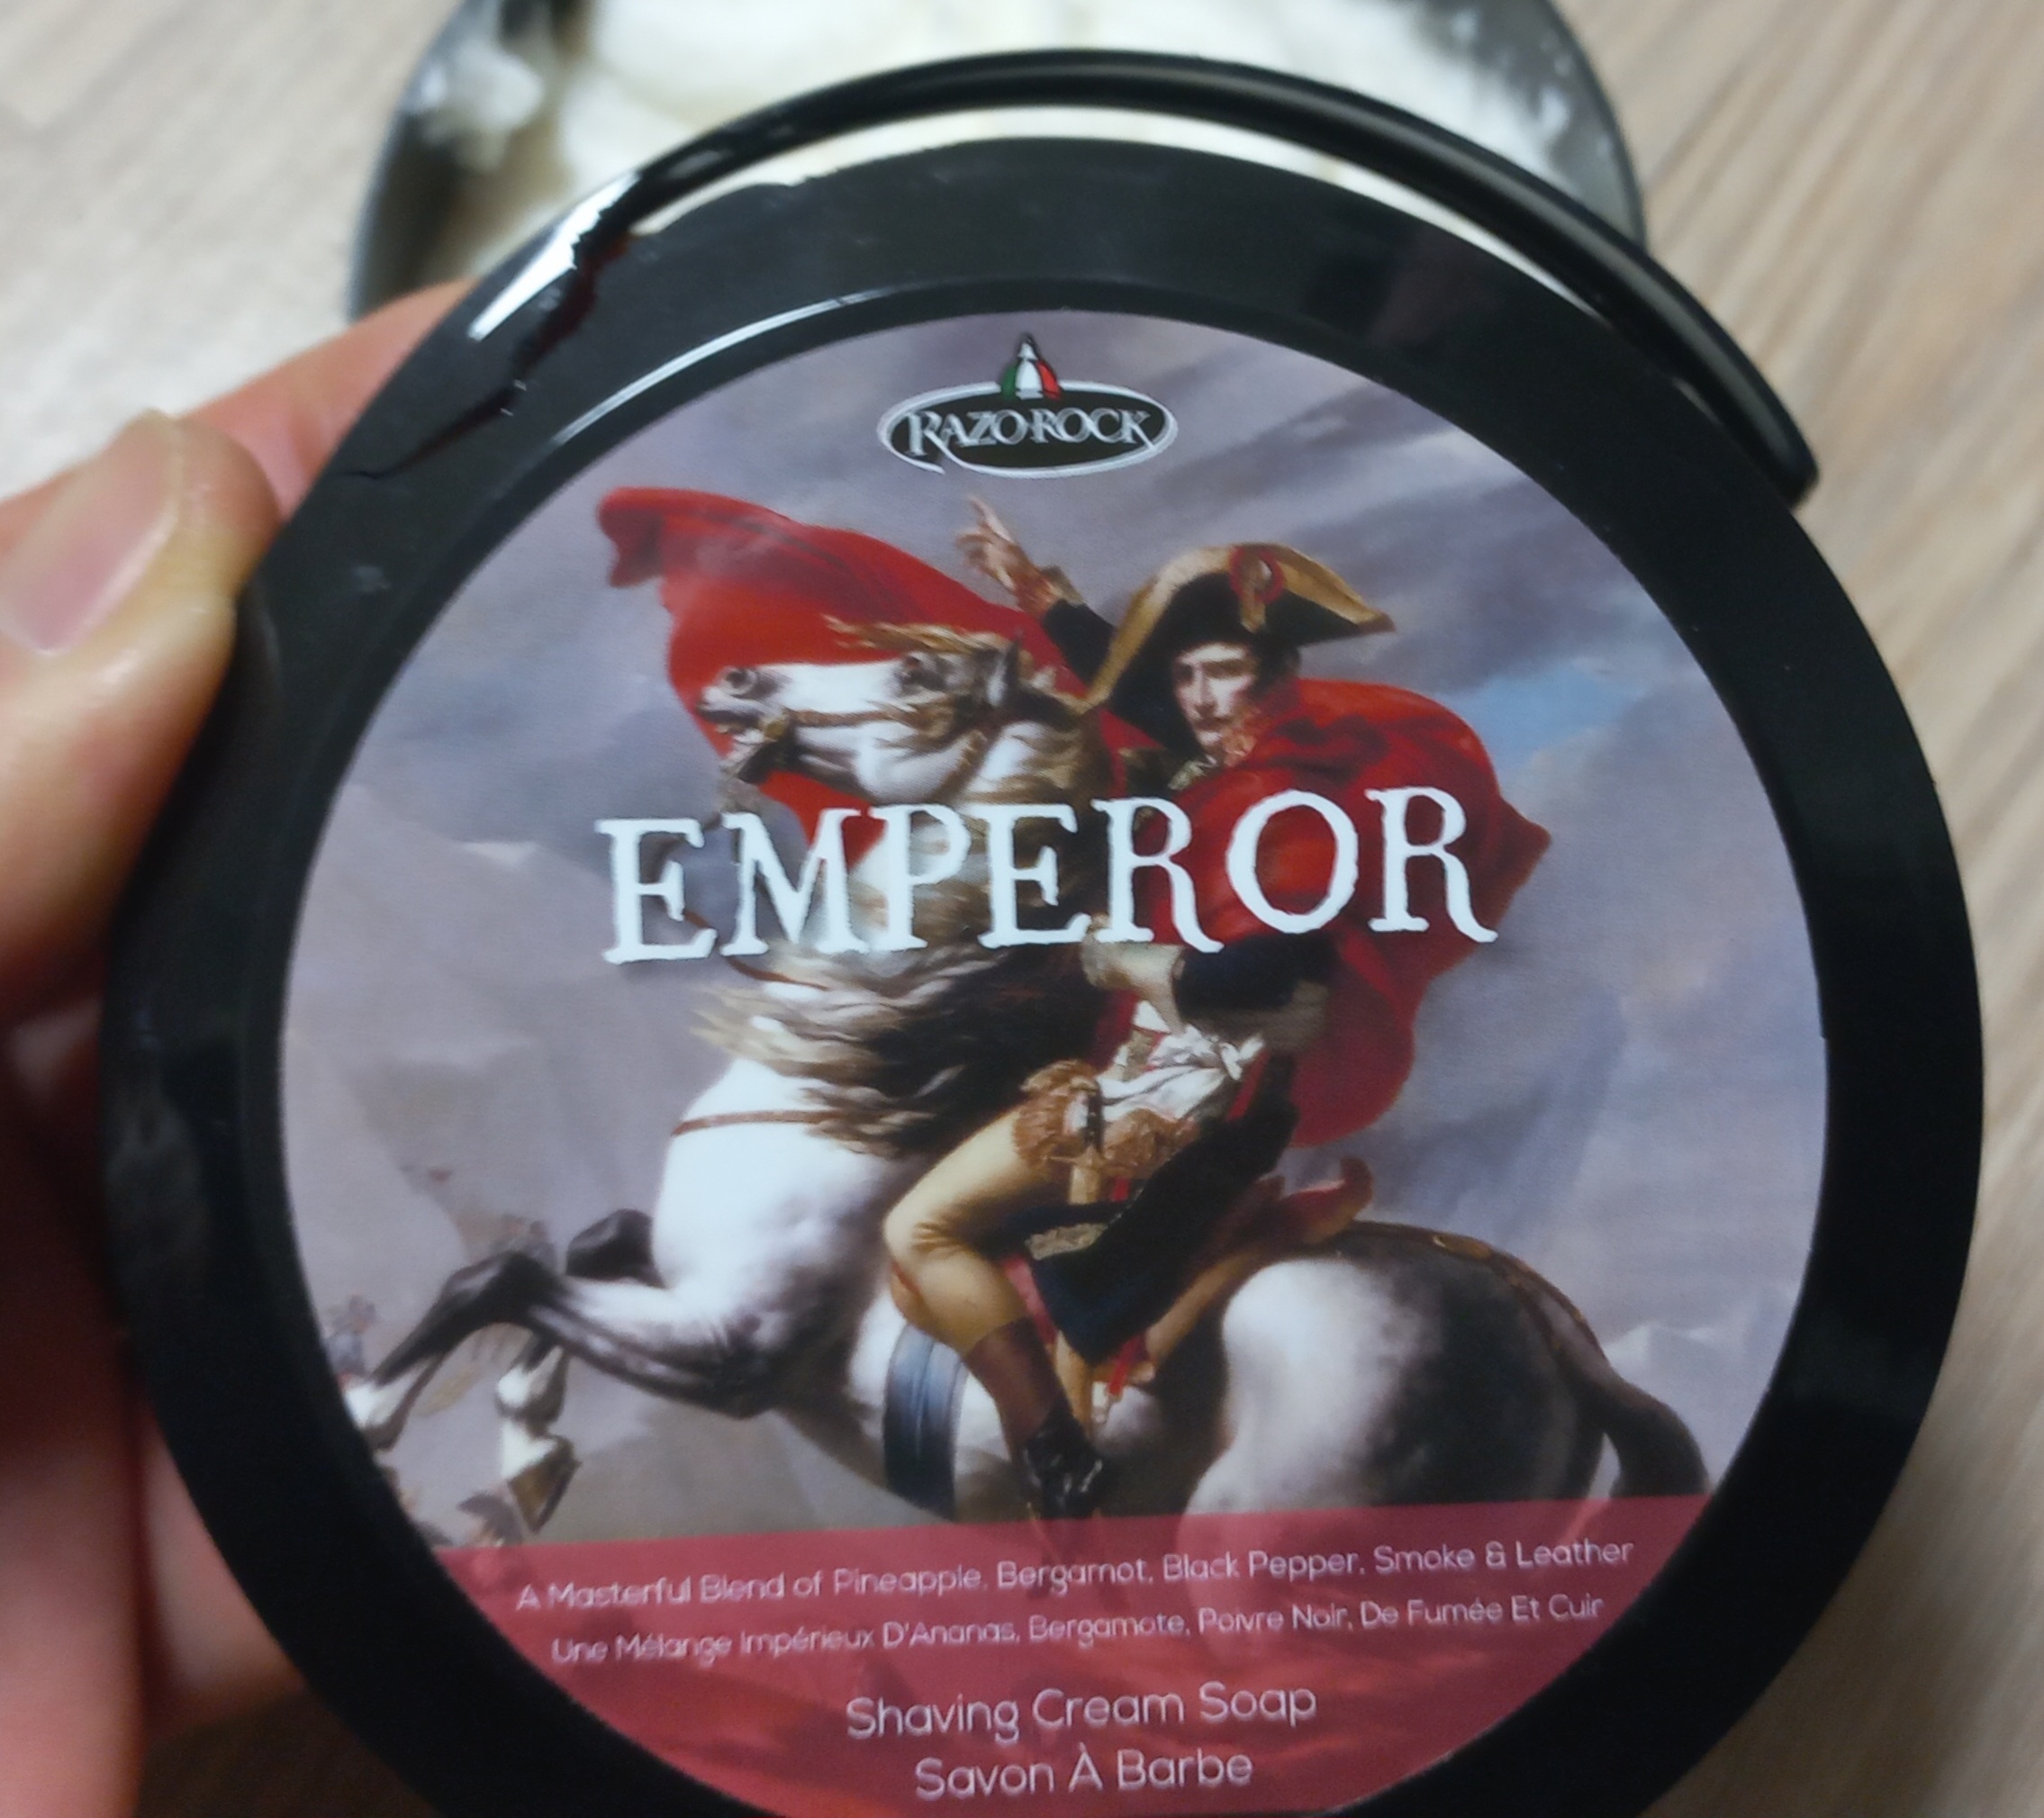 RAZOROCK
EMPEROR
A Masterful Blend of Pineapple, Bergamot, Black Pepper, Smoke & Leather
Une Mélange Impérieux D'Ananas, Bergamote, Poivre Noir, De Fumée Et Cuir
Shaving Cream Soap
Savon À Barbe